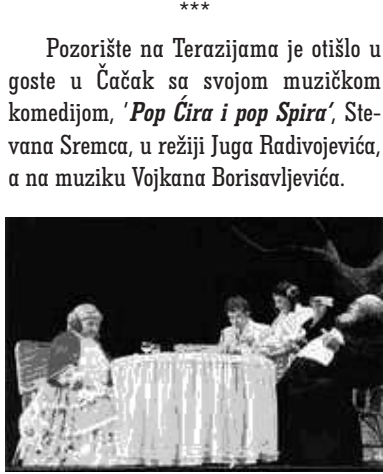 ***
Pozorište na Terazijama je otišlo u
goste u Čačak sa svojom muzičkom
komedijom, ‘Pop Ćira i pop Spira’, Ste-
vana Sremca, u režiji Juga Radivojevića,
a na muziku Vojkana Borisavljevića.